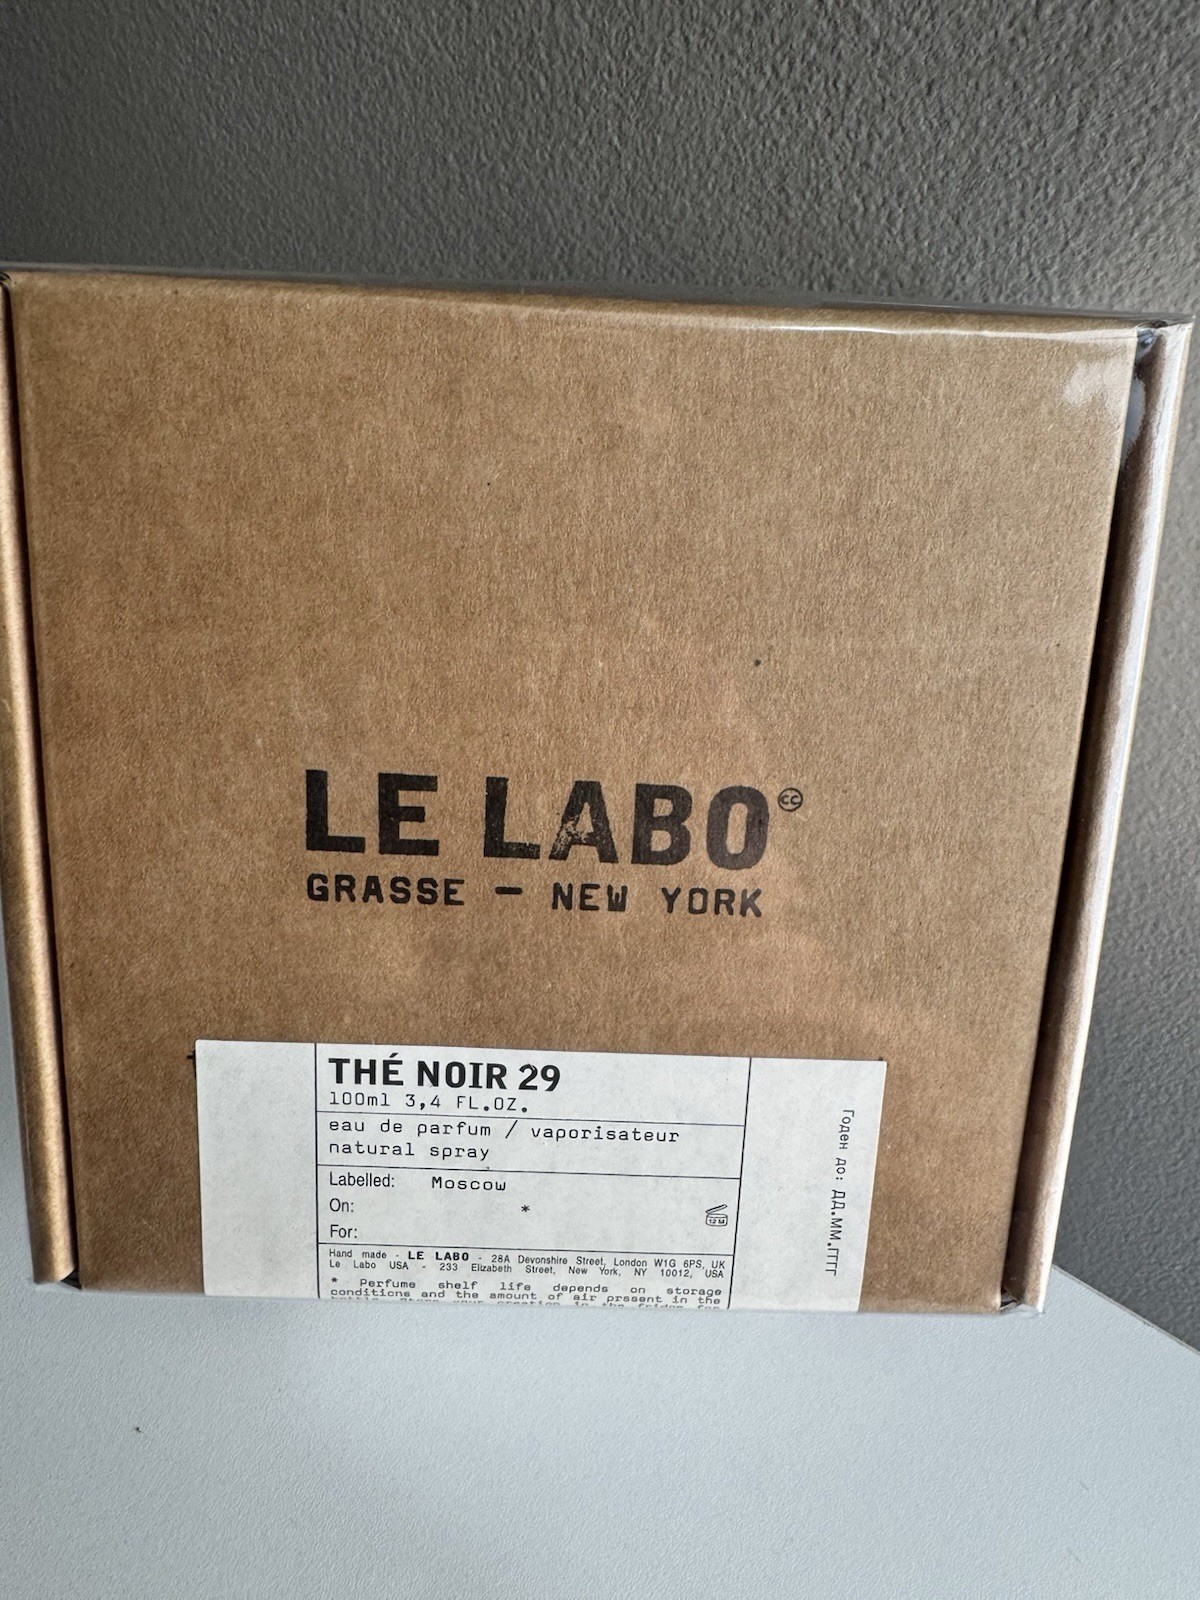 LE LABO
GRASSE — NEW YORK
THÉ NOIR 29
100ml 3,4 FL.OZ.
eau de parfum / vaporisateur
natural spray
Labelled: Moscow
On: *
For:
12 M
Hand made - LE LABO - 28A Devonshire Street, London W1G 6PS, UK
Le Labo USA - 233 Elizabeth Street, New York, NY 10012, USA
* Perfume shelf life depends on storage
conditions and the amount of air prssent in the
Годен до: ДД.ММ.ГГГГ